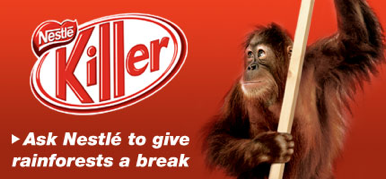 Nestlé
Killer
Ask Nestlé to give
rainforests a break